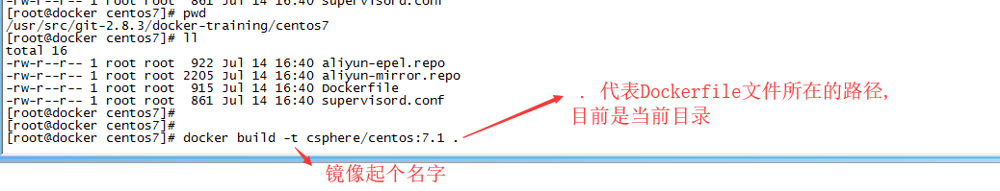 -rw-r--r-- 1 root root  861 Jul 14 16:40 supervisord.conf
[root@docker centos7]# pwd
/usr/src/git-2.8.3/docker-training/centos7
[root@docker centos7]# ll
total 16
-rw-r--r-- 1 root root  922 Jul 14 16:40 aliyun-epel.repo
-rw-r--r-- 1 root root 2205 Jul 14 16:40 aliyun-mirror.repo
-rw-r--r-- 1 root root  915 Jul 14 16:40 Dockerfile
-rw-r--r-- 1 root root  861 Jul 14 16:40 supervisord.conf
[root@docker centos7]#
[root@docker centos7]#
[root@docker centos7]# docker build -t csphere/centos:7.1 .
. 代表Dockerfile文件所在的路径,
目前是当前目录
镜像起个名字